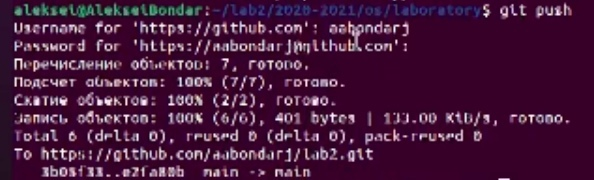 aleksei@AlekseiBondar:~/lab2/2020-2021/os/laboratory$ git push
Username for 'https://github.com': aabondarj
Password for 'https://aabondarj@github.com':
Перечисление объектов: 7, готово.
Подсчет объектов: 100% (7/7), готово.
Сжатие объектов: 100% (2/2), готово.
Запись объектов: 100% (6/6), 401 bytes | 133.00 KiB/s, готово.
Total 6 (delta 0), reused 0 (delta 0), pack-reused 0
To https://github.com/aabondarj/lab2.git
main -> main